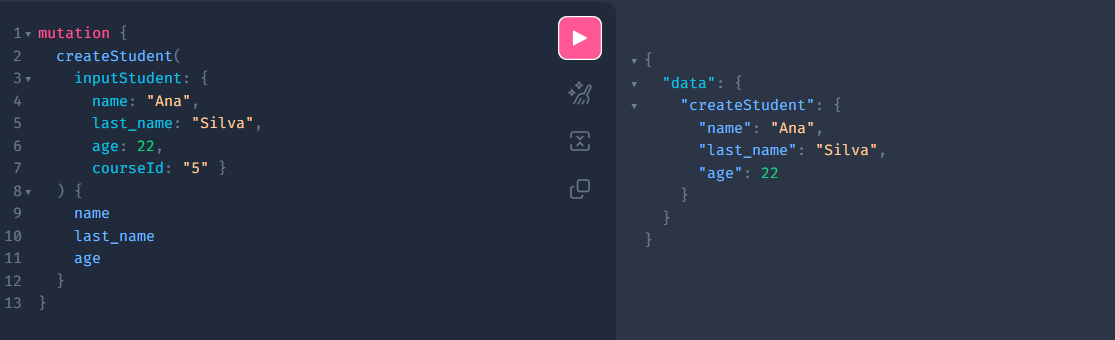 1 mutation {
2 createStudent(
3 inputStudent: {
4 name: "Ana",
5 last_name: "Silva",
6 age: 22,
7 courseId: "5" }
8 ) {
9 name
10 last_name
11 age
12 }
13 }
{
"data": {
"createStudent": {
"name": "Ana",
"last_name": "Silva",
"age": 22
}
}
}